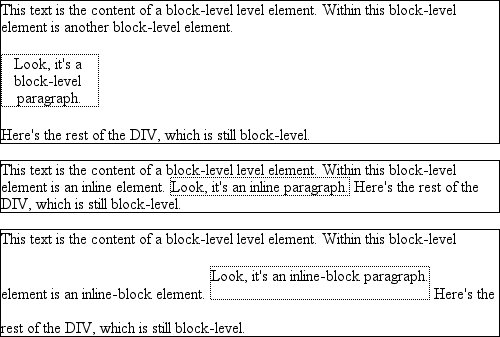 This text is the content of a block-level level element. Within this block-level
element is another block-level element.
Look, it's a
block-level
paragraph.
Here's the rest of the DIV, which is still block-level.
This text is the content of a block-level level element. Within this block-level
element is an inline element. Look, it's an inline paragraph. Here's the rest of the
DIV, which is still block-level.
This text is the content of a block-level level element. Within this block-level
element is an inline-block element. Look, it's an inline-block paragraph. Here's the
rest of the DIV, which is still block-level.